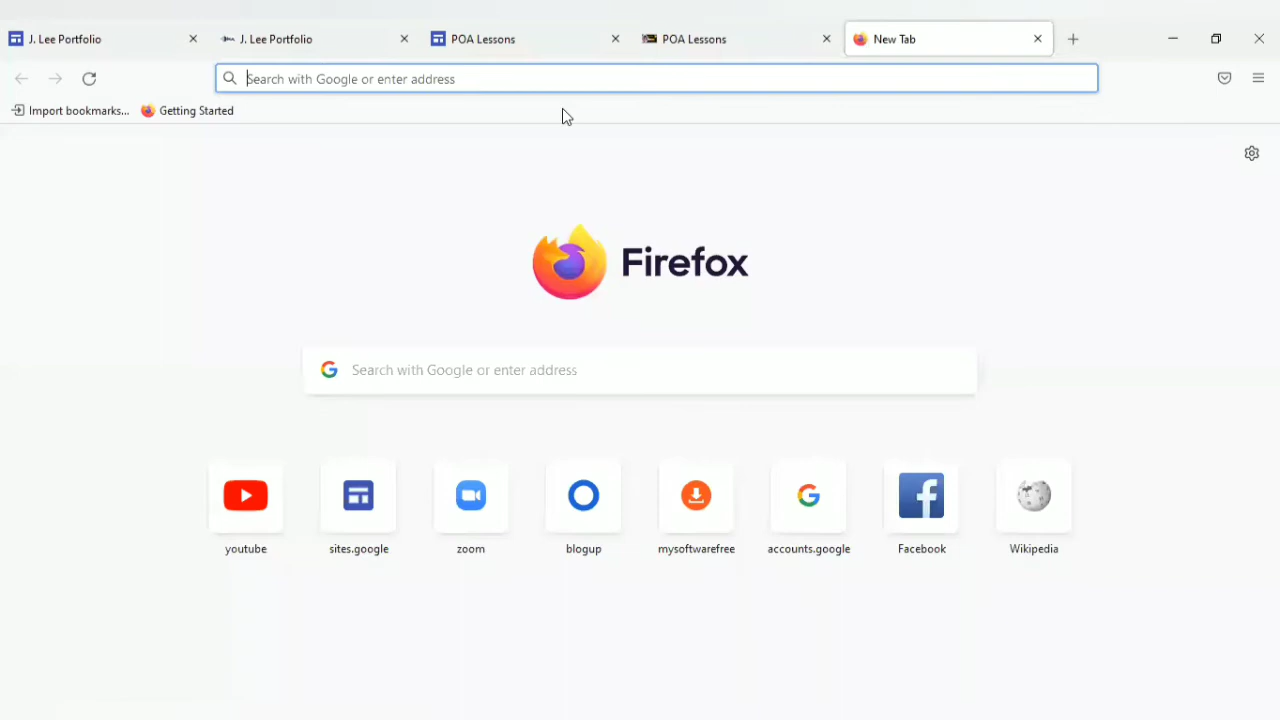 J. Lee Portfolio
J. Lee Portfolio
POA Lessons
POA Lessons
New Tab
Search with Google or enter address
Import bookmarks...
Getting Started
Firefox
Search with Google or enter address
youtube
sites.google
zoom
blogup
mysoftwarefree
accounts.google
Facebook
Wikipedia